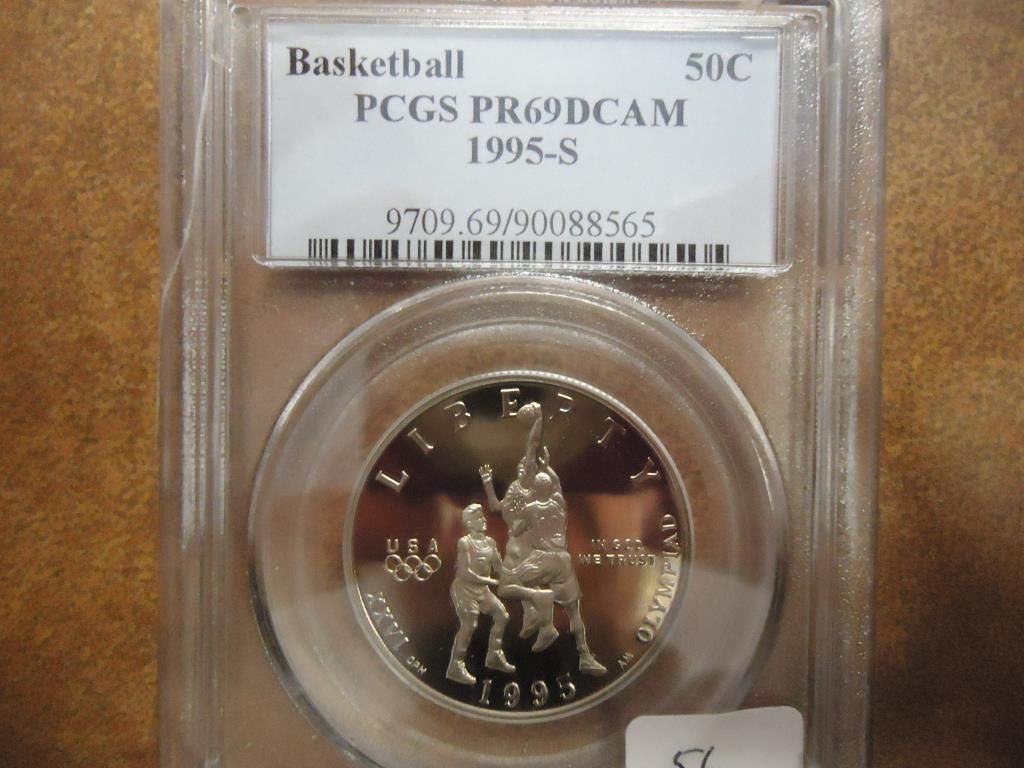 Basketball 50C
PCGS PR69DCAM
1995-S
9709.69/90088565
LIBERTY
USA
IN GOD
WE TRUST
XXVI OLYMPIAD
1995